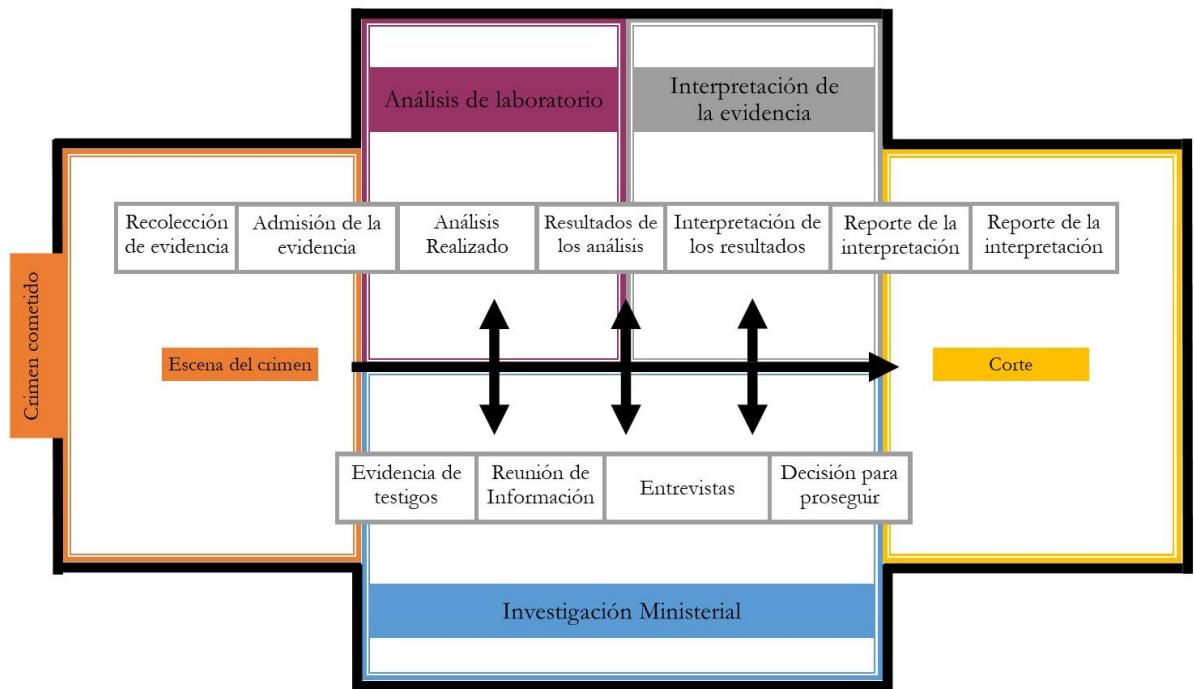 Análisis de laboratorio
Interpretación de
la evidencia
Recolección
de evidencia
Admisión de la
evidencia
Análisis
Realizado
Resultados de
los análisis
Interpretación de
los resultados
Reporte de la
interpretación
Reporte de la
interpretación
Crimen cometido
Escena del crimen
Corte
Evidencia de
testigos
Reunión de
Información
Entrevistas
Decisión para
proseguir
Investigación Ministerial